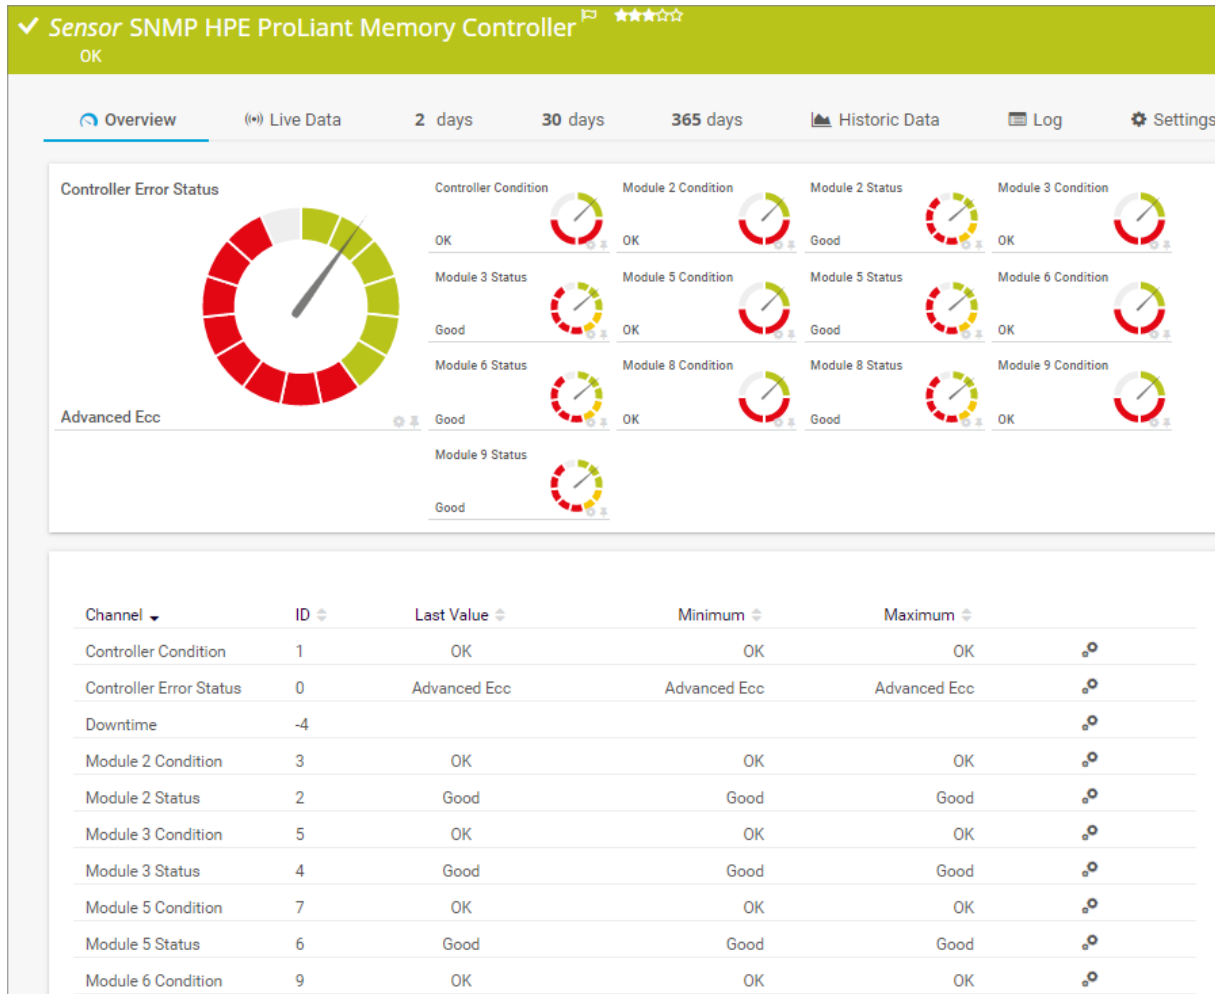 Sensor SNMP HPE ProLiant Memory Controller
OK
Overview Live Data 2 days 30 days 365 days Historic Data Log Settings
Controller Error Status
Advanced Ecc
Controller Condition
OK
Module 2 Condition
OK
Module 2 Status
Good
Module 3 Condition
OK
Module 3 Status
Good
Module 5 Condition
OK
Module 5 Status
Good
Module 6 Condition
OK
Module 6 Status
Good
Module 8 Condition
OK
Module 8 Status
Good
Module 9 Condition
OK
Module 9 Status
Good
Channel ID Last Value Minimum Maximum
Controller Condition 1 OK OK OK
Controller Error Status 0 Advanced Ecc Advanced Ecc Advanced Ecc
Downtime -4
Module 2 Condition 3 OK OK OK
Module 2 Status 2 Good Good Good
Module 3 Condition 5 OK OK OK
Module 3 Status 4 Good Good Good
Module 5 Condition 7 OK OK OK
Module 5 Status 6 Good Good Good
Module 6 Condition 9 OK OK OK